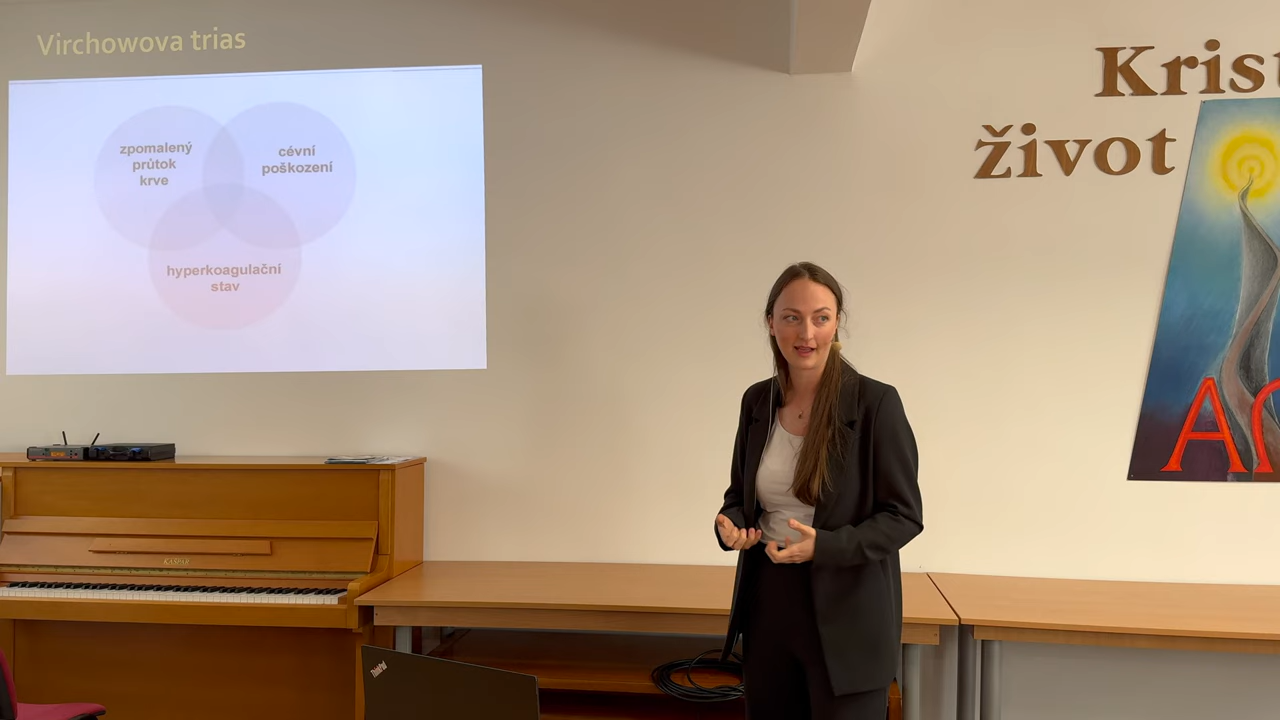 Virchowova trias
zpomalený
průtok
krve
cévní
poškození
hyperkoagulační
stav
Krist
život
KASPAR
ThinkPad